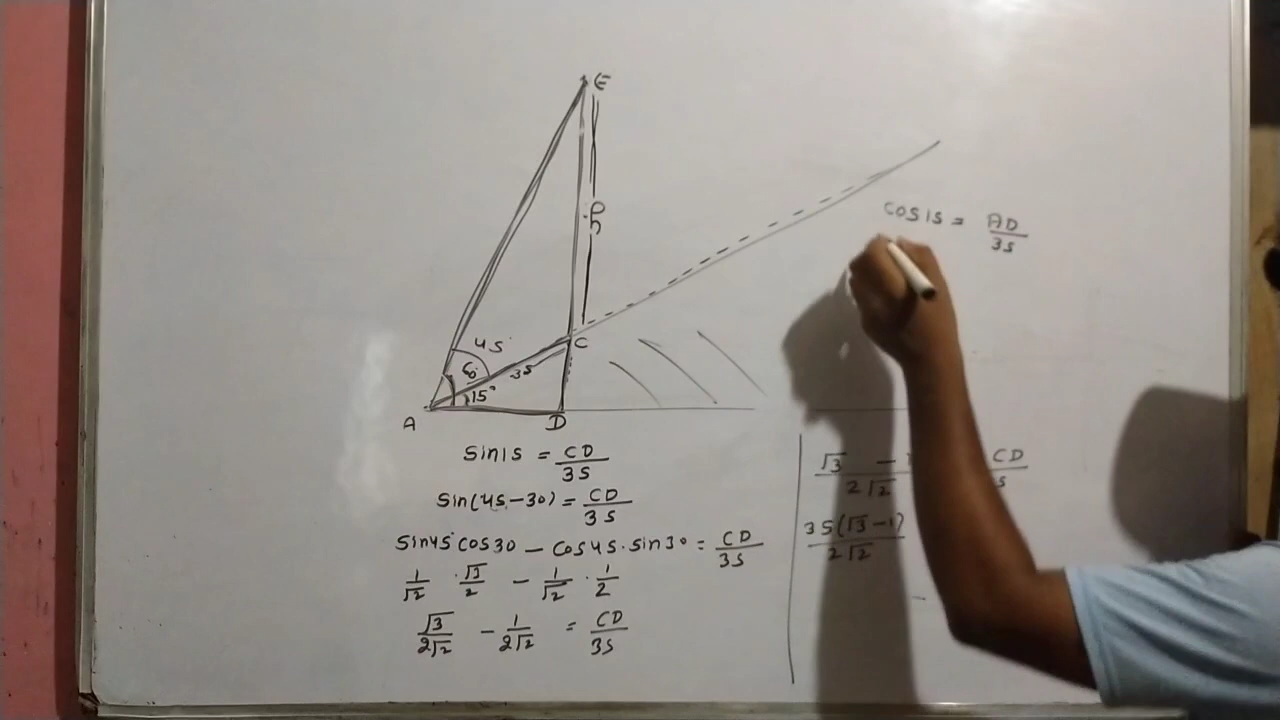 E
45°
C
35
15°
A
D
sin15 = CD/35
sin(45-30) = CD/35
sin45° cos30 - cos45 · sin30 = CD/35
1/√2 · √3/2 - 1/√2 · 1/2
√3/2√2 - 1/2√2 = CD/35
cos15 = AD/35
√3 - / 2√2 CD
35(√3-1)/2√2